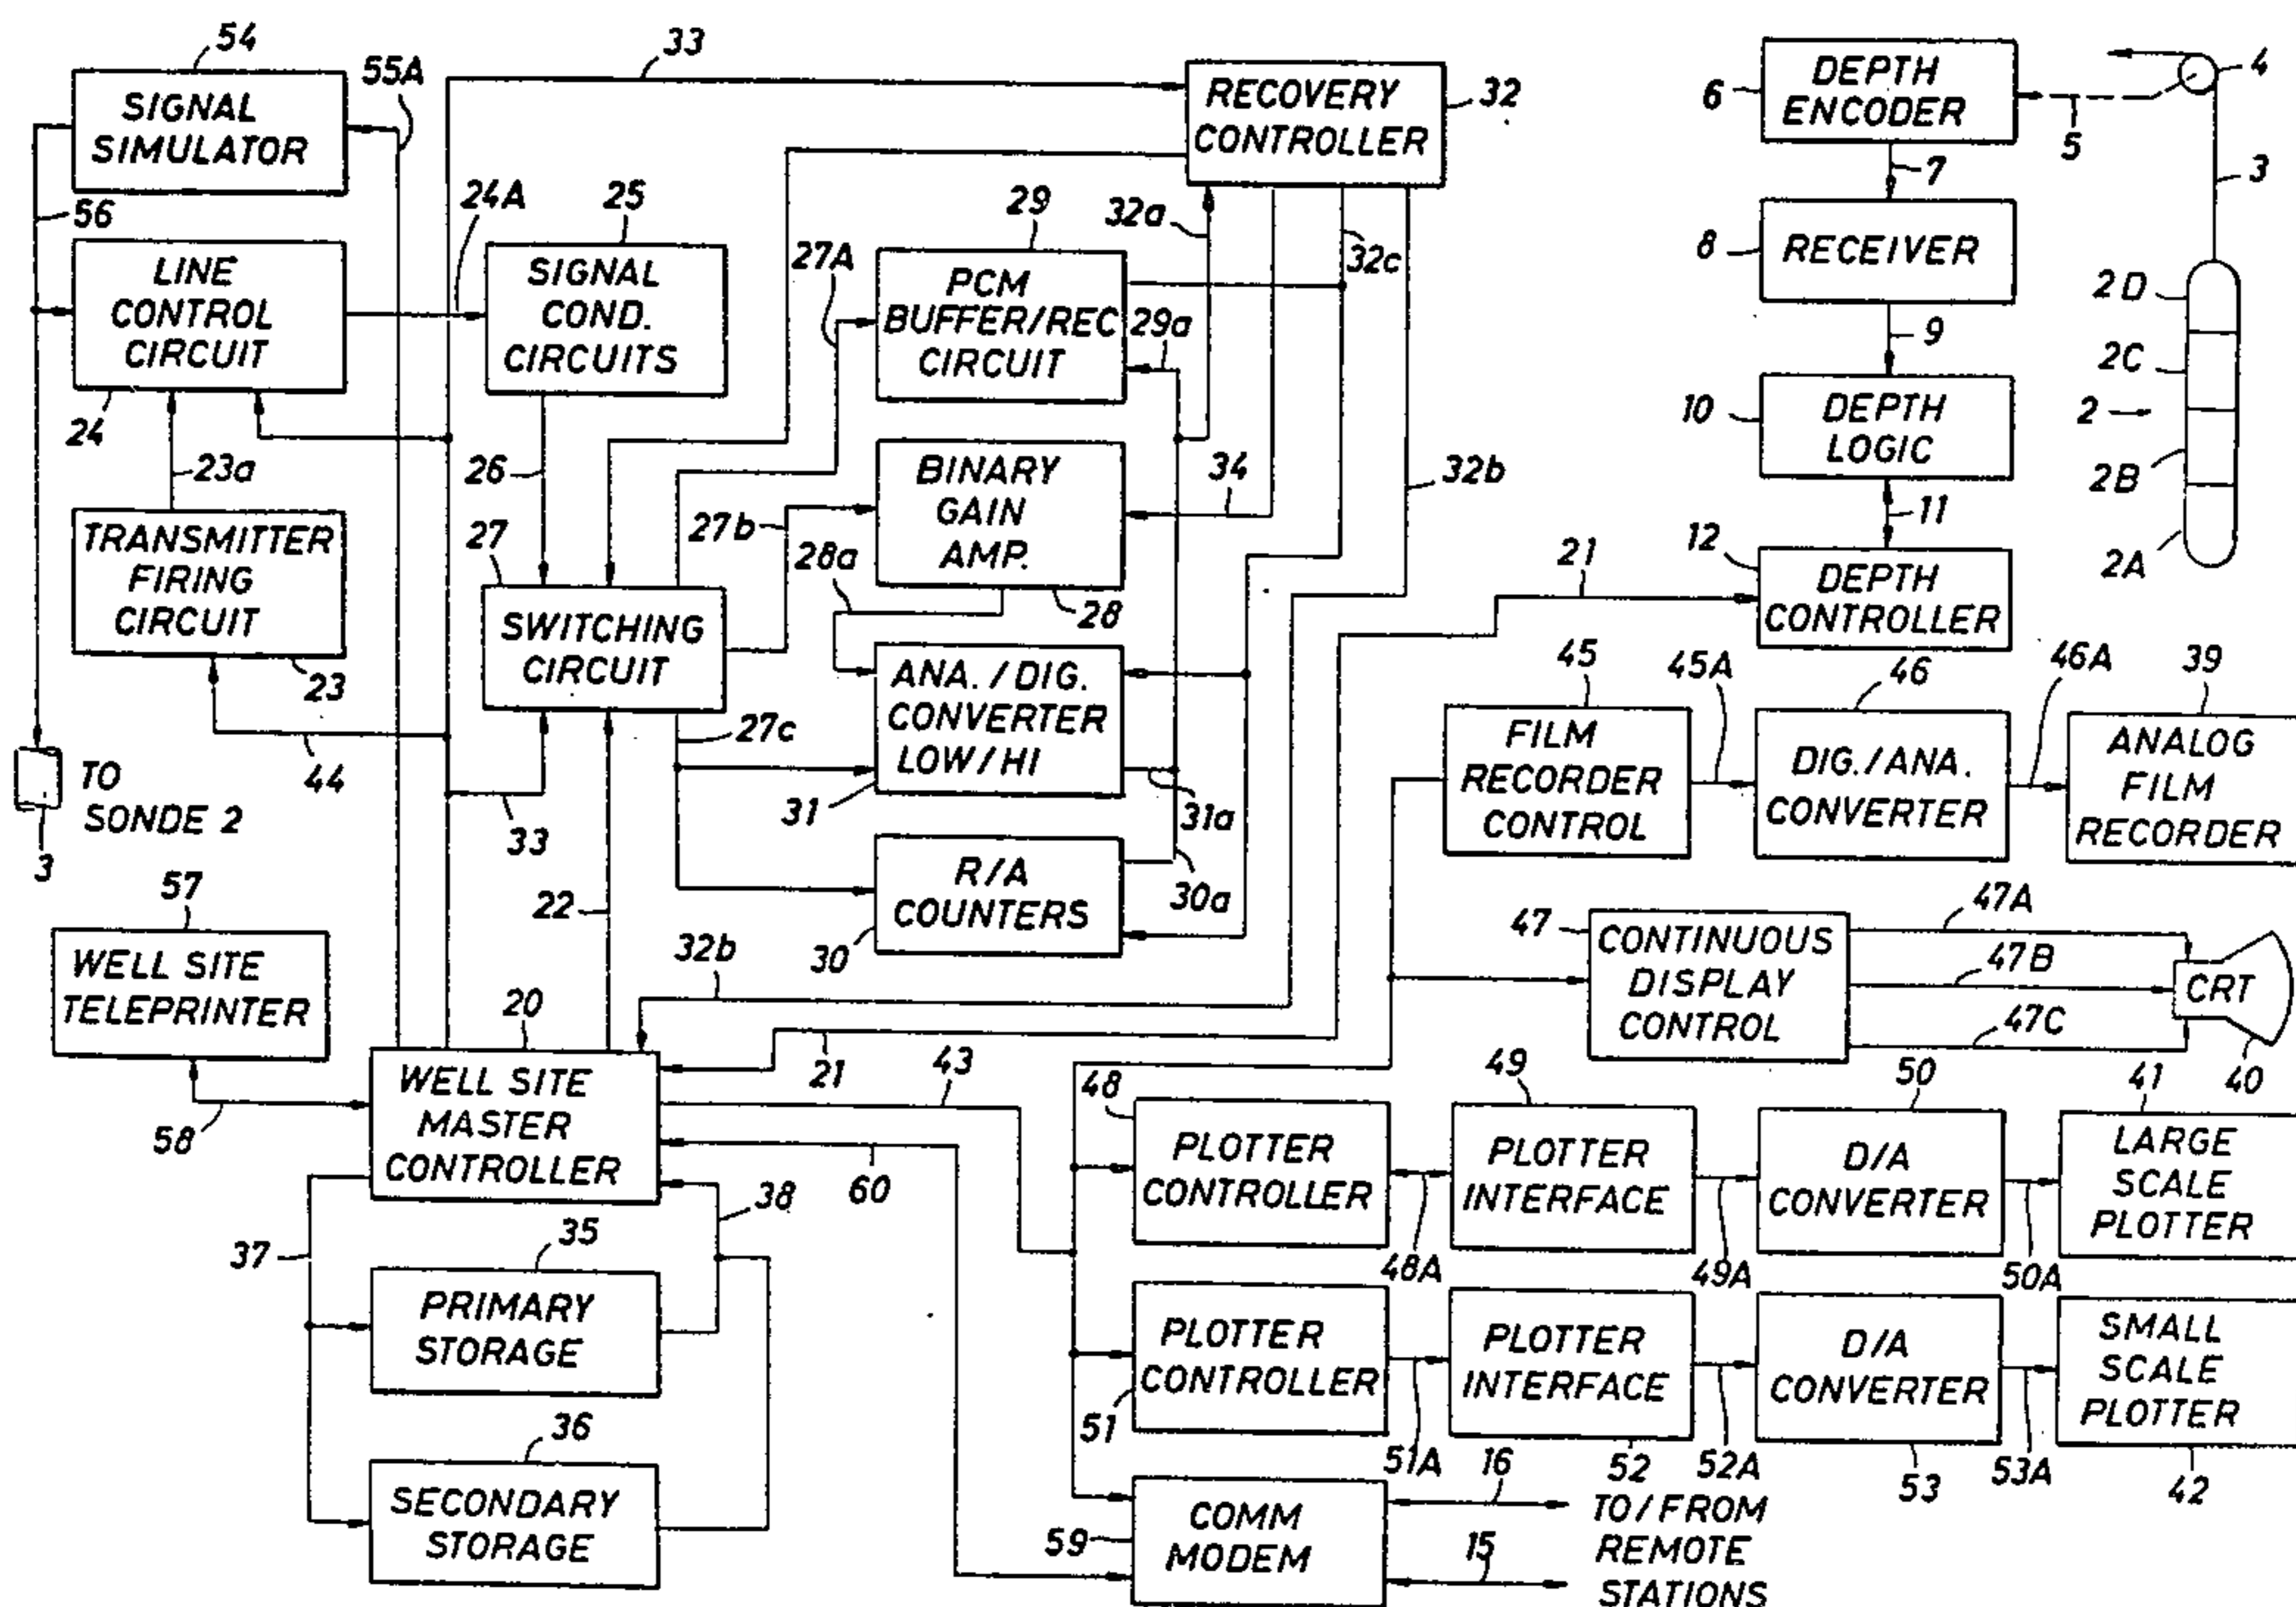 54
SIGNAL
SIMULATOR
55A
33
RECOVERY
CONTROLLER
32
6
DEPTH
ENCODER
4
5
7
3
56
24A
25
LINE
CONTROL
CIRCUIT
24
SIGNAL
COND.
CIRCUITS
27A
29
PCM
BUFFER/REC
CIRCUIT
32a
32c
29a
8
RECEIVER
9
2D
2C
2
2B
2A
10
DEPTH
LOGIC
11
23a
26
TRANSMITTER
FIRING
CIRCUIT
23
27
SWITCHING
CIRCUIT
27b
BINARY
GAIN
AMP.
28
28a
34
32b
21
12
DEPTH
CONTROLLER
ANA./DIG.
CONVERTER
LOW/HI
31
31a
27c
44
33
TO
SONDE 2
3
22
R/A
COUNTERS
30
30a
45
FILM
RECORDER
CONTROL
45A
46
DIG./ANA.
CONVERTER
46A
39
ANALOG
FILM
RECORDER
57
WELL SITE
TELEPRINTER
58
20
WELL SITE
MASTER
CONTROLLER
32b
21
43
60
47
CONTINUOUS
DISPLAY
CONTROL
47A
47B
47C
CRT
40
37
38
35
PRIMARY
STORAGE
36
SECONDARY
STORAGE
48
PLOTTER
CONTROLLER
48A
49
PLOTTER
INTERFACE
49A
50
D/A
CONVERTER
50A
41
LARGE
SCALE
PLOTTER
51
PLOTTER
CONTROLLER
51A
PLOTTER
INTERFACE
52
52A
D/A
CONVERTER
53
53A
SMALL
SCALE
PLOTTER
42
59
COMM
MODEM
16
15
TO/FROM
REMOTE
STATIONS